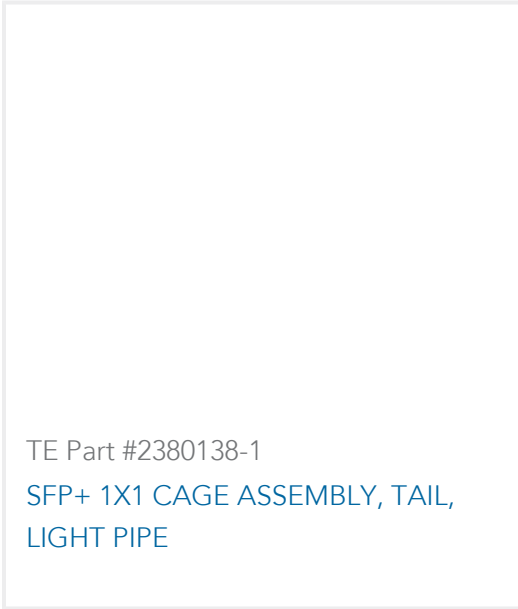 TE Part #2380138-1
SFP+ 1X1 CAGE ASSEMBLY, TAIL,
LIGHT PIPE